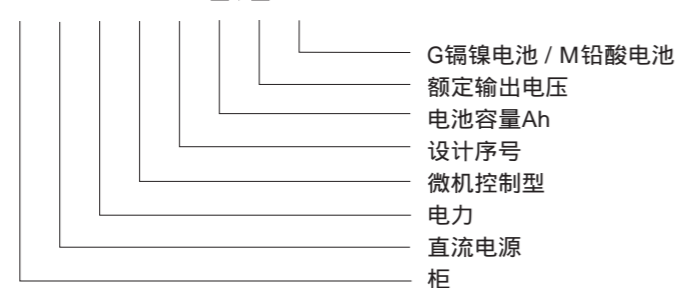 G镉镍电池 / M铅酸电池
额定输出电压
电池容量Ah
设计序号
微机控制型
电力
直流电源
柜